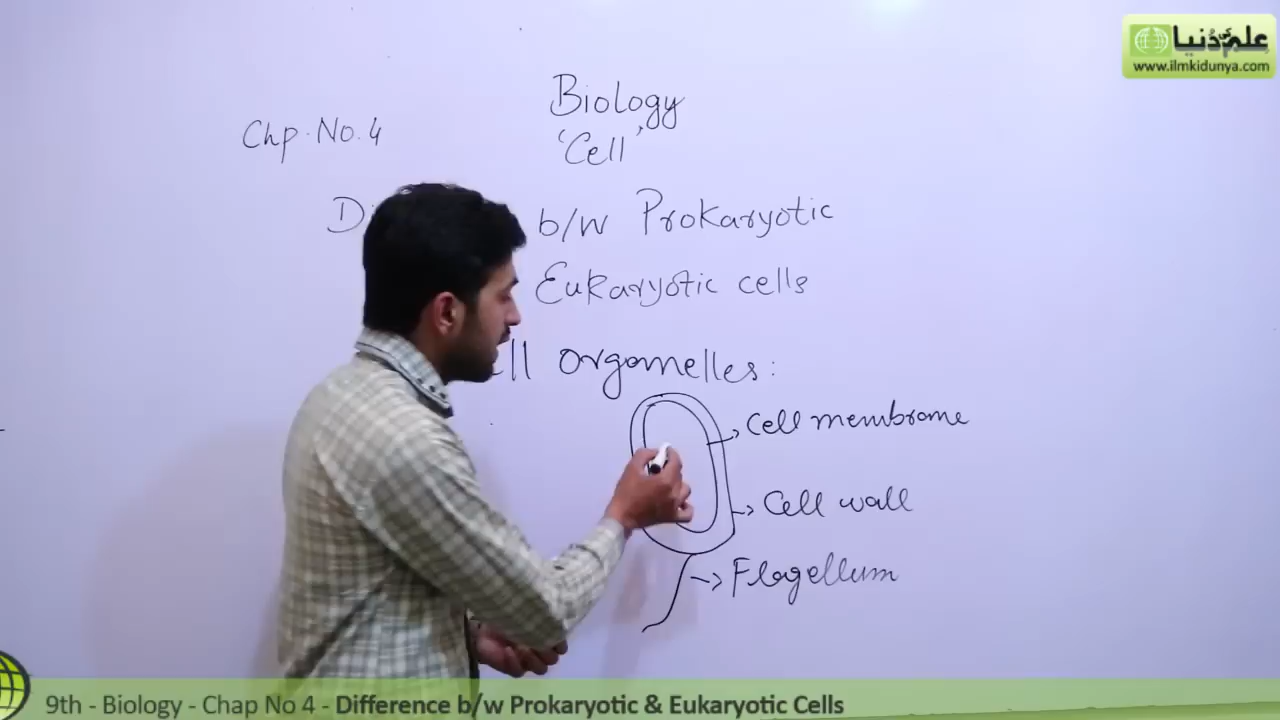 علم کی دنیا
www.ilmkidunya.com
Biology
Chp. No. 4
'Cell'
b/w Prokaryotic
Eukaryotic cells
organelles:
Cell membrane
Cell wall
Flagellum
9th - Biology - Chap No 4 - Difference b/w Prokaryotic & Eukaryotic Cells